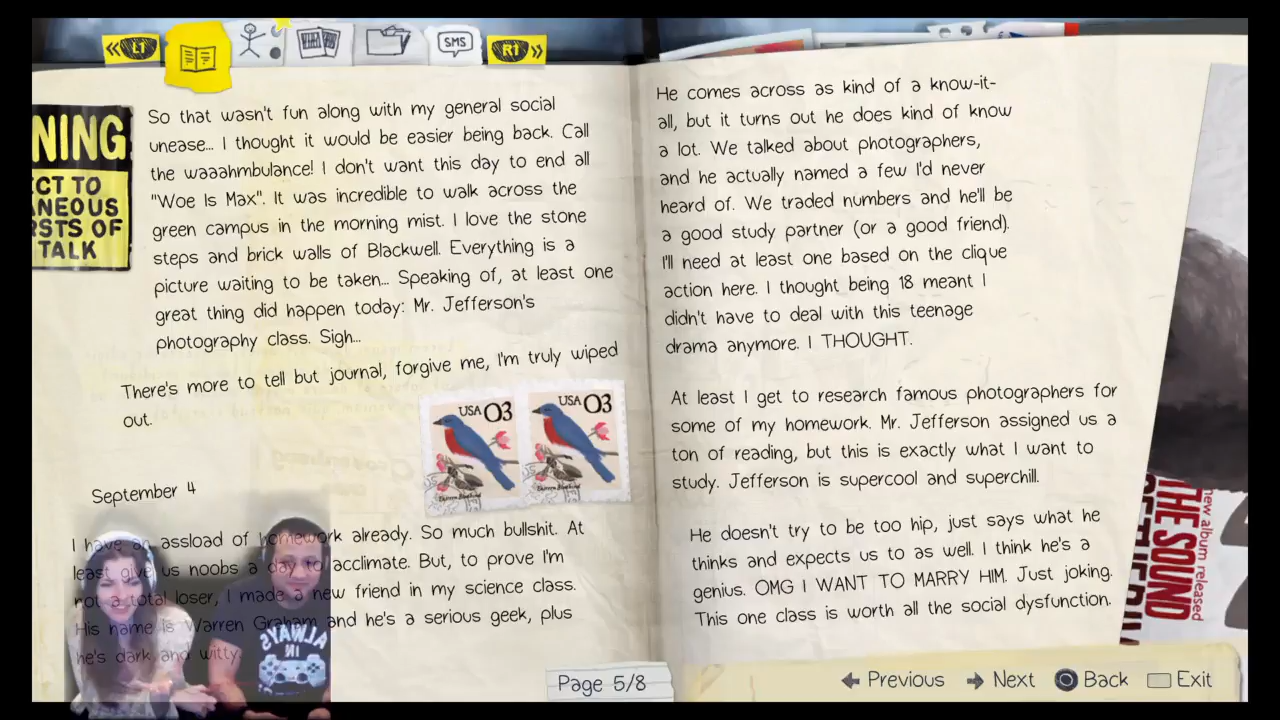 LT
SMS
R1
NING
CT TO
ANEOUS
RSTS OF
TALK
So that wasn't fun along with my general social
unease... I thought it would be easier being back. Call
the waaahmbulance! I don't want this day to end all
"Woe Is Max". It was incredible to walk across the
green campus in the morning mist. I love the stone
steps and brick walls of Blackwell. Everything is a
picture waiting to be taken... Speaking of, at least one
great thing did happen today: Mr. Jefferson's
photography class. Sigh...
There's more to tell but journal, forgive me, I'm truly wiped
out.
USA 03
USA 03
September 4
I have an assload of homework already. So much bullshit. At
least give us noobs a day to acclimate. But, to prove I'm
not a total loser, I made a new friend in my science class.
His name is Warren Graham and he's a serious geek, plus
he's dark and witty.
ALWAYS
IN
He comes across as kind of a know-it-
all, but it turns out he does kind of know
a lot. We talked about photographers,
and he actually named a few I'd never
heard of. We traded numbers and he'll be
a good study partner (or a good friend).
I'll need at least one based on the clique
action here. I thought being 18 meant I
didn't have to deal with this teenage
drama anymore. I THOUGHT.
At least I get to research famous photographers for
some of my homework. Mr. Jefferson assigned us a
ton of reading, but this is exactly what I want to
study. Jefferson is supercool and superchill.
He doesn't try to be too hip, just says what he
thinks and expects us to as well. I think he's a
genius. OMG I WANT TO MARRY HIM. Just joking.
This one class is worth all the social dysfunction.
new album released
THE SOUND
Page 5/8
Previous
Next
Back
Exit